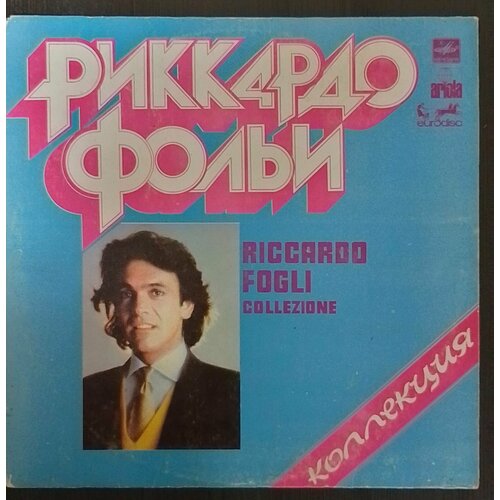 РИККАРДО
ФОЛЬИ
ariola
eurodisc
RICCARDO
FOGLI
COLLEZIONE
КОЛЛЕКЦИЯ